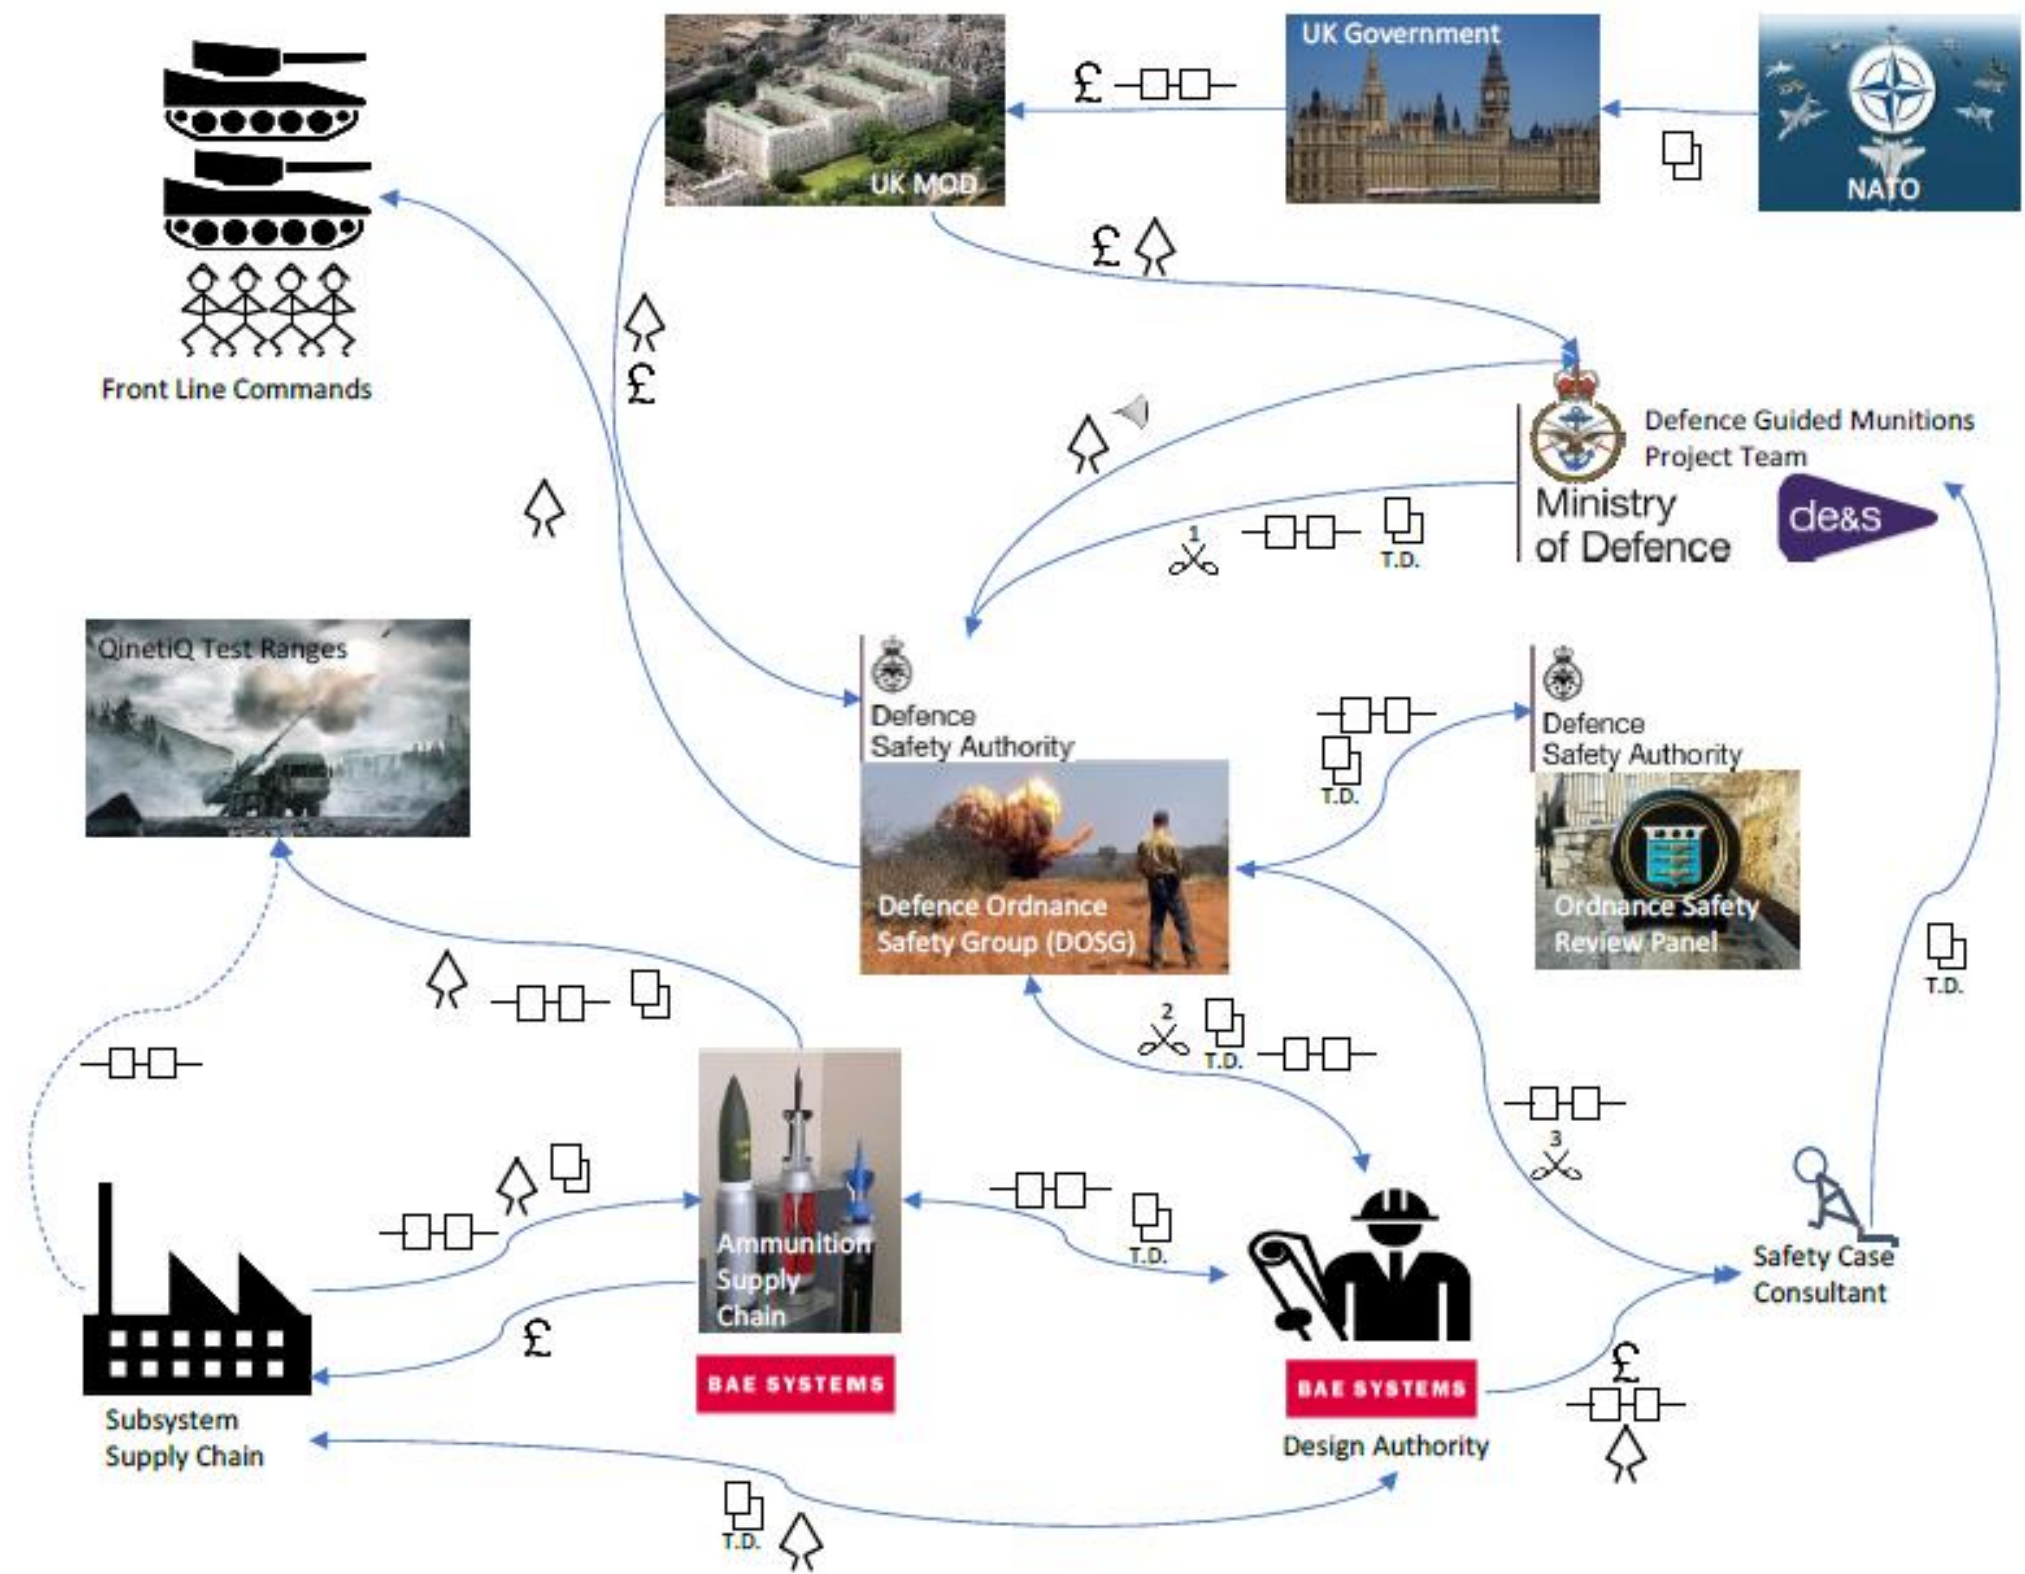 UK Government
£
UK MOD
NATO
£
£
Front Line Commands
Defence Guided Munitions
Project Team
Ministry
of Defence
de&s
1
T.D.
QinetiQ Test Ranges
Defence
Safety Authority
Defence Ordnance
Safety Group (DOSG)
T.D.
Defence
Safety Authority
Ordnance Safety
Review Panel
T.D.
2
T.D.
3
Ammunition
Supply
Chain
BAE SYSTEMS
£
T.D.
Safety Case
Consultant
£
BAE SYSTEMS
Design Authority
Subsystem
Supply Chain
T.D.